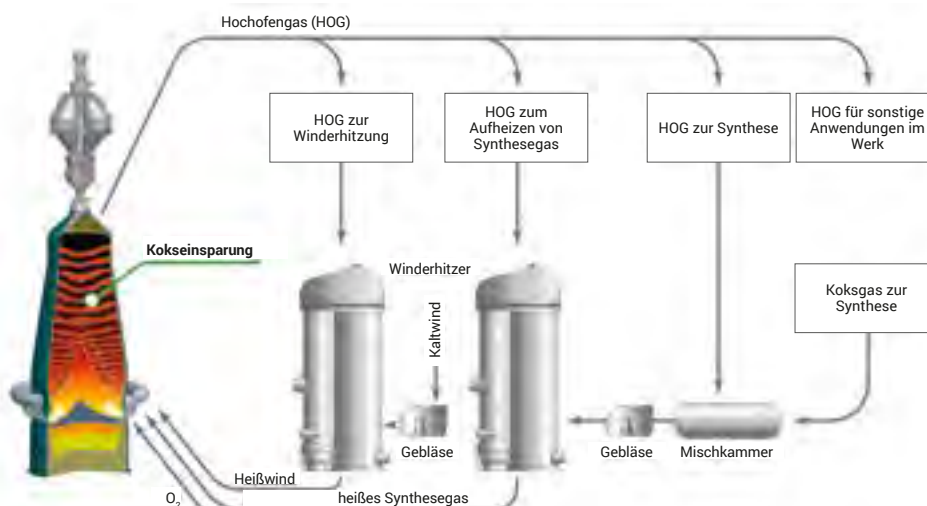 Hochofengas (HOG)
HOG zur
Winderhitzung
HOG zum
Aufheizen von
Synthesegas
HOG zur Synthese
HOG für sonstige
Anwendungen im
Werk
Kokseinsparung
Winderhitzer
Kaltwind
Koksgas zur
Synthese
Gebläse
Gebläse
Mischkammer
Heißwind
O₂
heißes Synthesegas